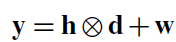 y = h ⊗ d + w